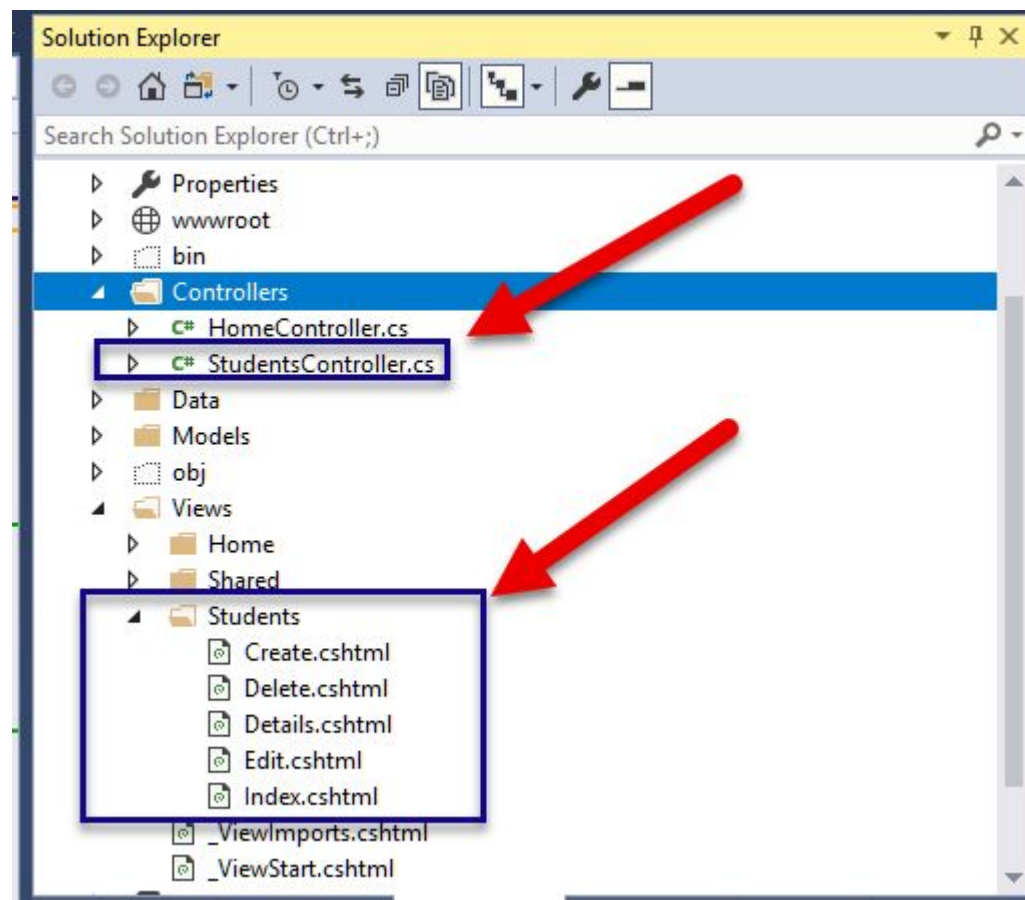 Solution Explorer
Search Solution Explorer (Ctrl+;)
Properties
wwwroot
bin
Controllers
C# HomeController.cs
C# StudentsController.cs
Data
Models
obj
Views
Home
Shared
Students
Create.cshtml
Delete.cshtml
Details.cshtml
Edit.cshtml
Index.cshtml
_ViewImports.cshtml
_ViewStart.cshtml